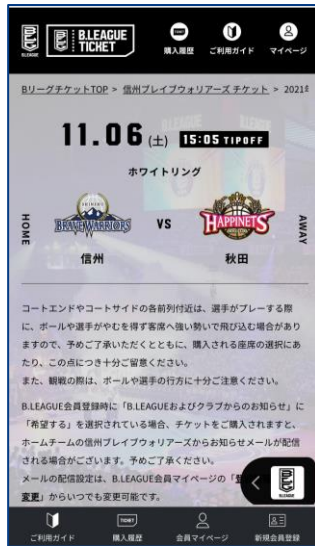 B.LEAGUE
B.LEAGUE
TICKET
購入履歴
ご利用ガイド
マイページ
BリーグチケットTOP > 信州ブレイブウォリアーズ チケット > 2021年
11.06 (土) 15:05 TIPOFF
ホワイトリング
HOME
SHINSHU
BRAVEWARRIORS
信州
VS
HAPPINETS
秋田
AWAY
コートエンドやコートサイドの各前列付近は、選手がプレーする際
に、ボールや選手がやむを得ず客席へ強い勢いで飛び込む場合があり
ますので、予めご了承いただくとともに、購入される座席の選択にあ
たり、この点につき十分ご留意ください。
また、観戦の際は、ボールや選手の行方に十分ご注意ください。
B.LEAGUE会員登録時に「B.LEAGUEおよびクラブからのお知らせ」に
「希望する」を選択されている場合、チケットをご購入されますと、
ホームチームの信州ブレイブウォリアーズからお知らせメールが配信
される場合がございます。予めご了承ください。
メールの配信設定は、B.LEAGUE会員マイページの「
変更」からいつでも変更可能です。
ご利用ガイド
TICKET
購入履歴
会員マイページ
新規会員登録